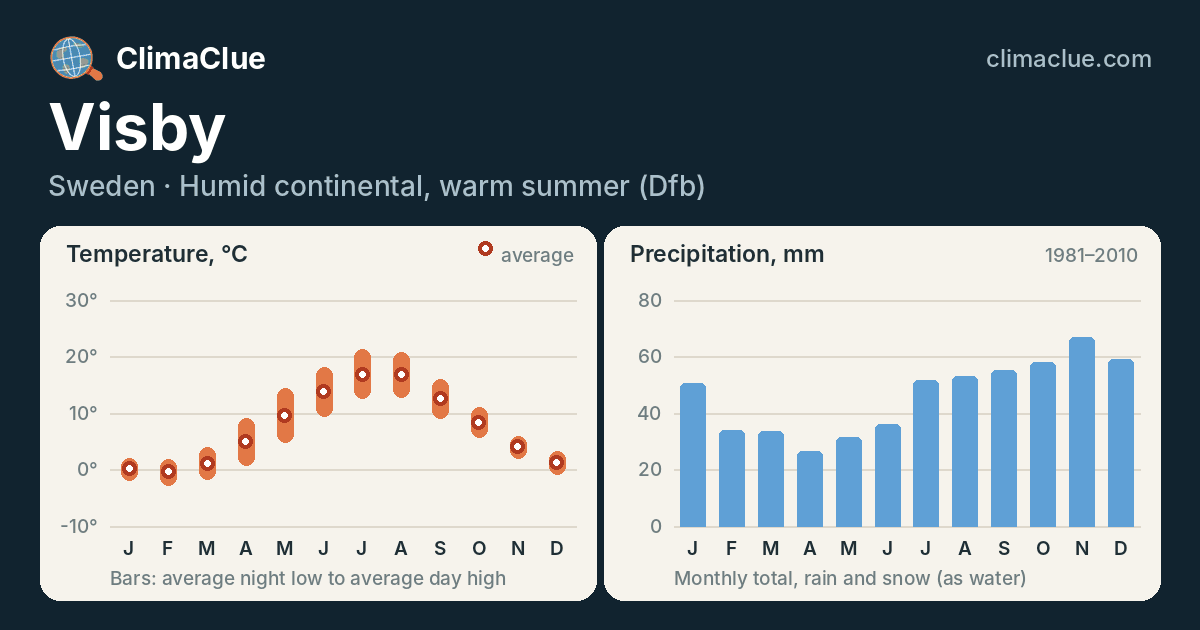 ClimaClue
climaclue.com
Visby
Sweden · Humid continental, warm summer (Dfb)
Temperature, °C
average
30°
20°
10°
0°
-10°
J F M A M J J A S O N D
Bars: average night low to average day high
Precipitation, mm
1981–2010
80
60
40
20
0
J F M A M J J A S O N D
Monthly total, rain and snow (as water)